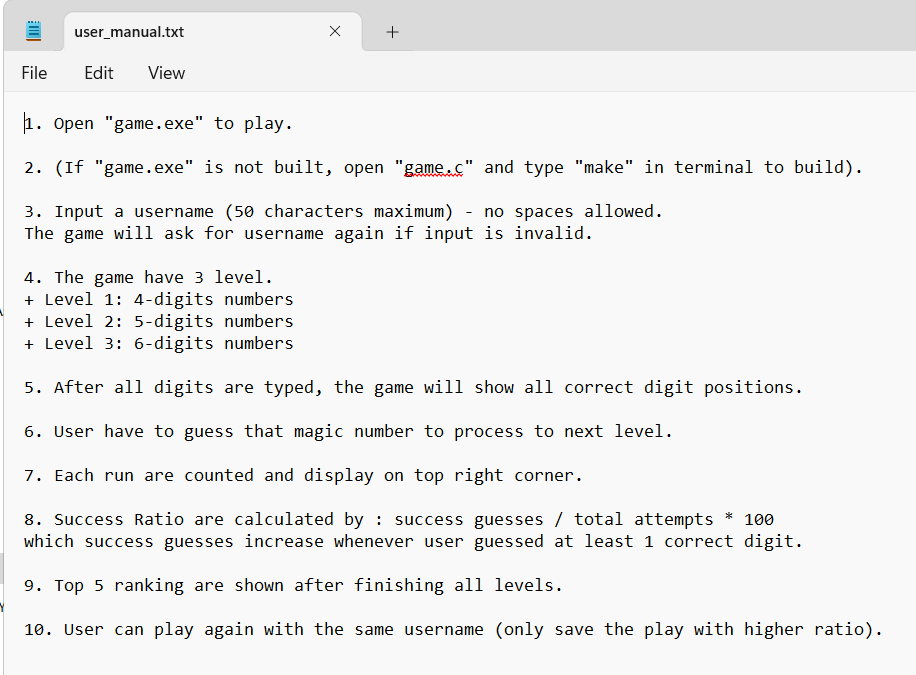 user_manual.txt
File Edit View
1. Open "game.exe" to play.
2. (If "game.exe" is not built, open "game.c" and type "make" in terminal to build).
3. Input a username (50 characters maximum) - no spaces allowed.
The game will ask for username again if input is invalid.
4. The game have 3 level.
+ Level 1: 4-digits numbers
+ Level 2: 5-digits numbers
+ Level 3: 6-digits numbers
5. After all digits are typed, the game will show all correct digit positions.
6. User have to guess that magic number to process to next level.
7. Each run are counted and display on top right corner.
8. Success Ratio are calculated by : success guesses / total attempts * 100
which success guesses increase whenever user guessed at least 1 correct digit.
9. Top 5 ranking are shown after finishing all levels.
10. User can play again with the same username (only save the play with higher ratio).